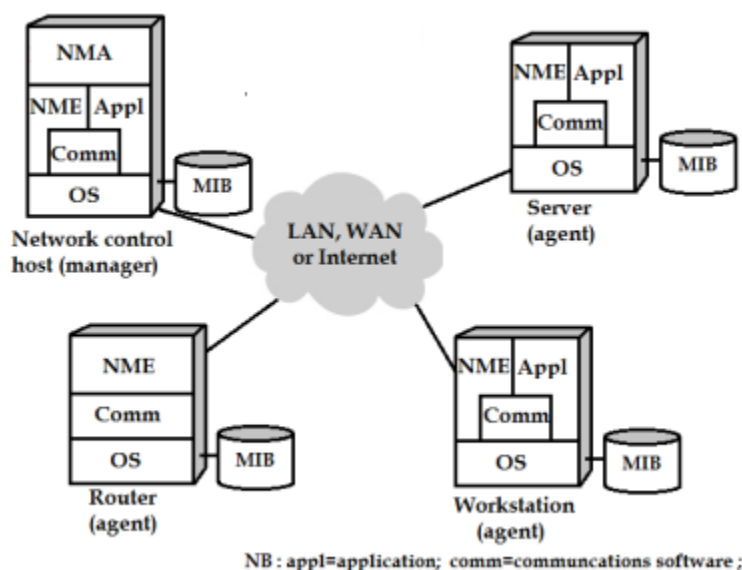 NMA
NME Appl
Comm
OS
MIB
Network control
host (manager)
NME Appl
Comm
OS
MIB
Server
(agent)
LAN, WAN
or Internet
NME
Comm
OS
MIB
Router
(agent)
NME Appl
Comm
OS
MIB
Workstation
(agent)
NB : appl=application; comm=communcations software ;